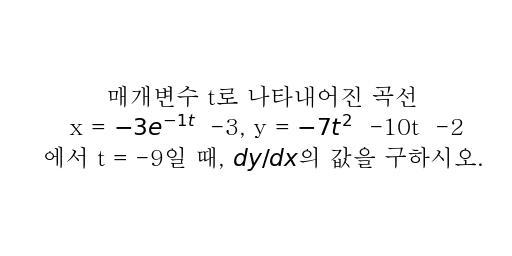 매개변수 t로 나타내어진 곡선
x = −3e^{−1t} −3, y = −7t^2 −10t −2
에서 t = −9일 때, dy/dx의 값을 구하시오.